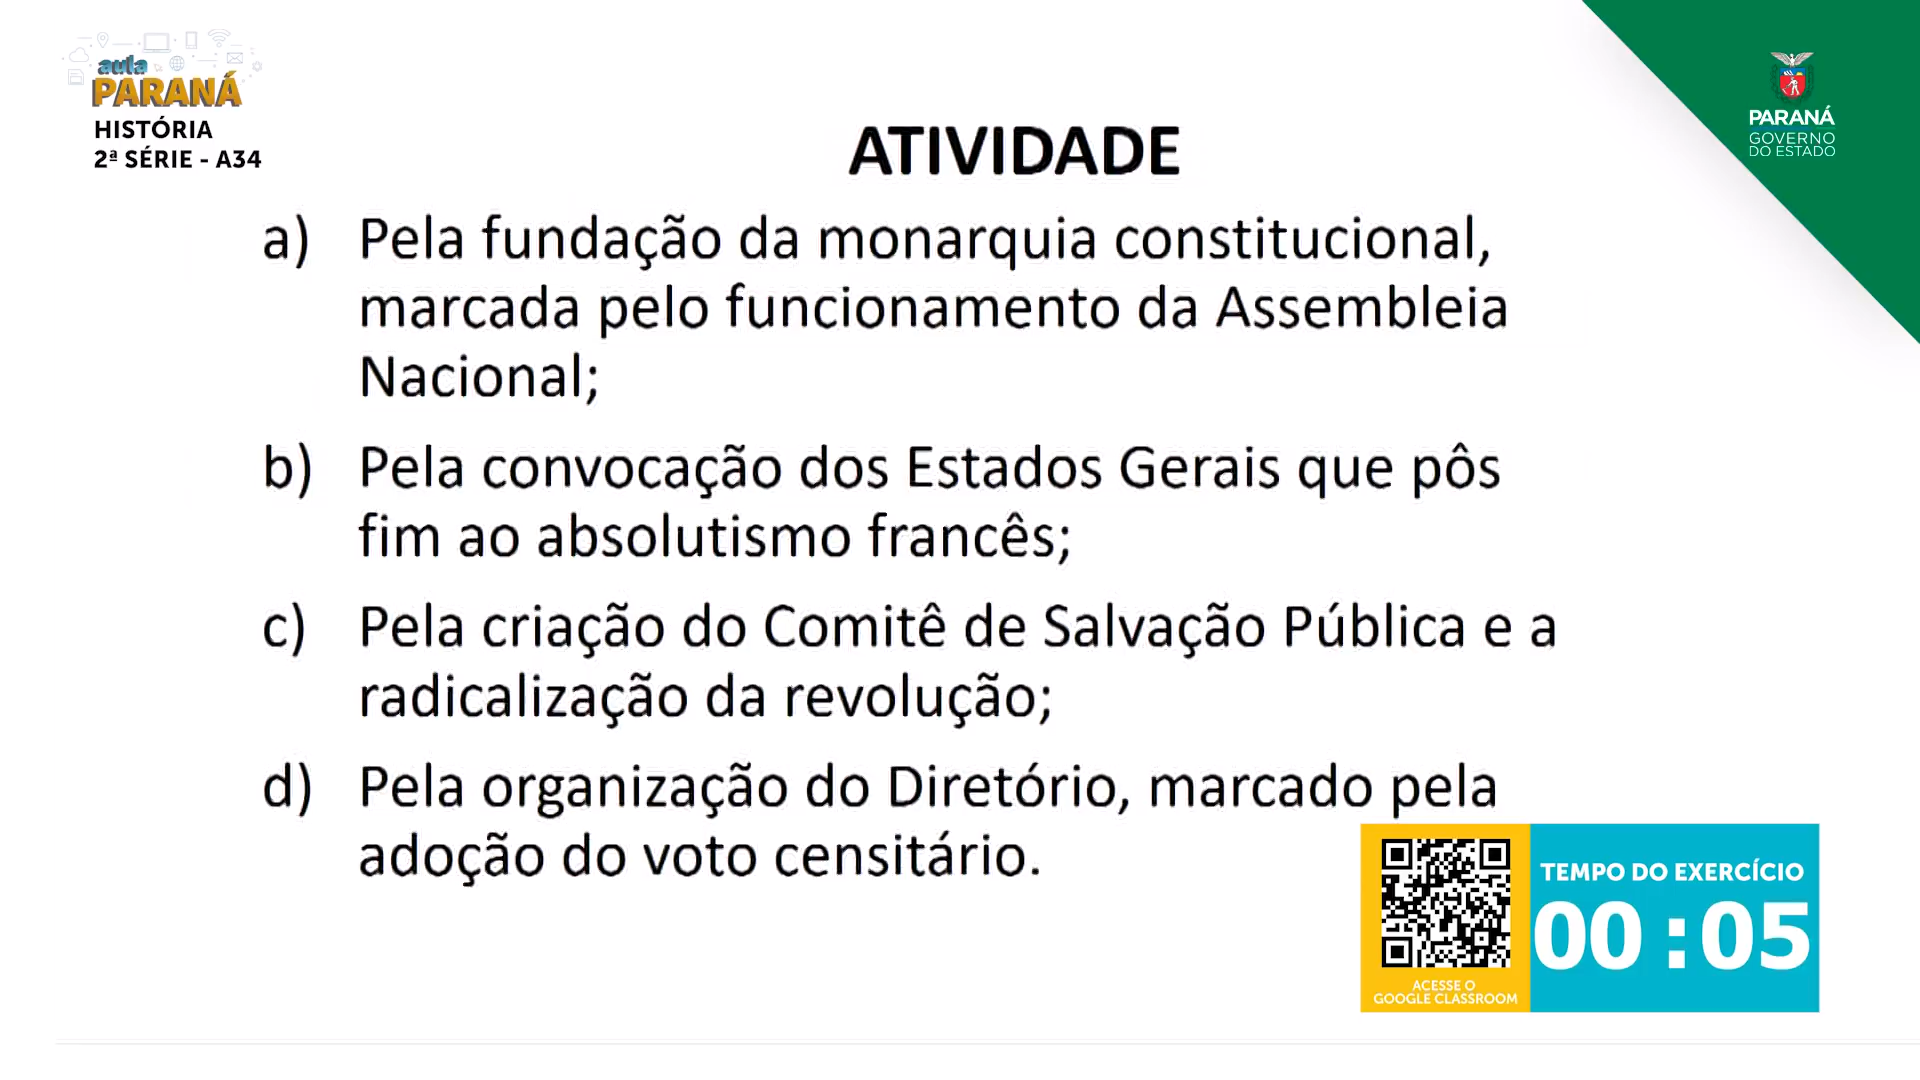 aula
PARANÁ
HISTÓRIA
2ª SÉRIE - A34
PARANÁ
GOVERNO
DO ESTADO
ATIVIDADE
a) Pela fundação da monarquia constitucional,
marcada pelo funcionamento da Assembleia
Nacional;
b) Pela convocação dos Estados Gerais que pôs
fim ao absolutismo francês;
c) Pela criação do Comitê de Salvação Pública e a
radicalização da revolução;
d) Pela organização do Diretório, marcado pela
adoção do voto censitário.
TEMPO DO EXERCÍCIO
00:05
ACESSE O
GOOGLE CLASSROOM